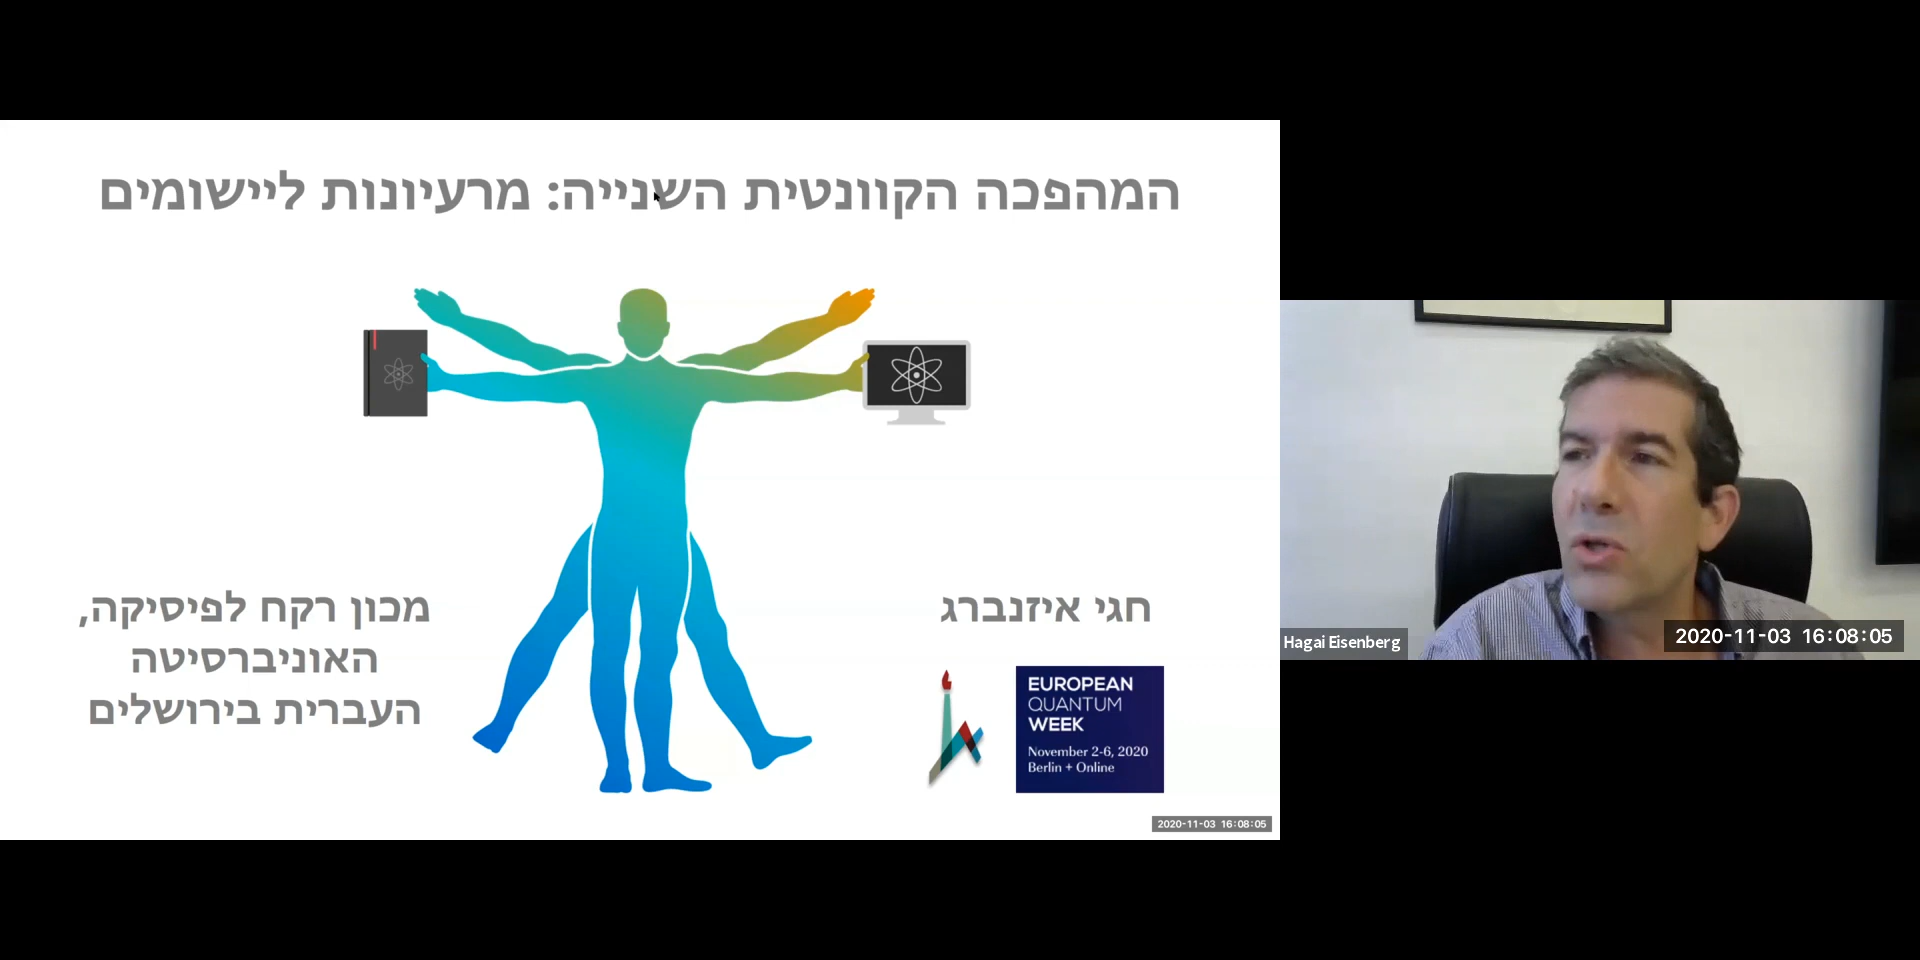 המהפכה הקוונטית השנייה: מרעיונות ליישומים
חגי איזנברג
מכון רקח לפיסיקה,
האוניברסיטה
העברית בירושלים
EUROPEAN
QUANTUM
WEEK
November 2-6, 2020
Berlin + Online
2020-11-03 16:08:05
Hagai Eisenberg
2020-11-03 16:08:05